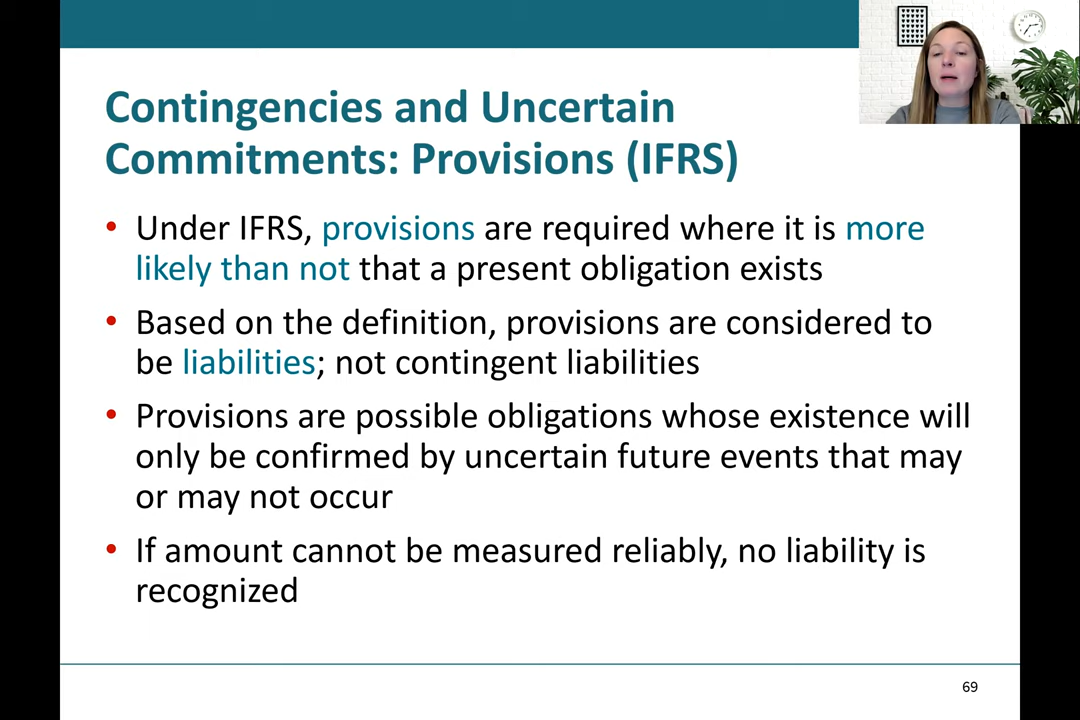 Contingencies and Uncertain
Commitments: Provisions (IFRS)
• Under IFRS, provisions are required where it is more
likely than not that a present obligation exists
• Based on the definition, provisions are considered to
be liabilities; not contingent liabilities
• Provisions are possible obligations whose existence will
only be confirmed by uncertain future events that may
or may not occur
• If amount cannot be measured reliably, no liability is
recognized
69